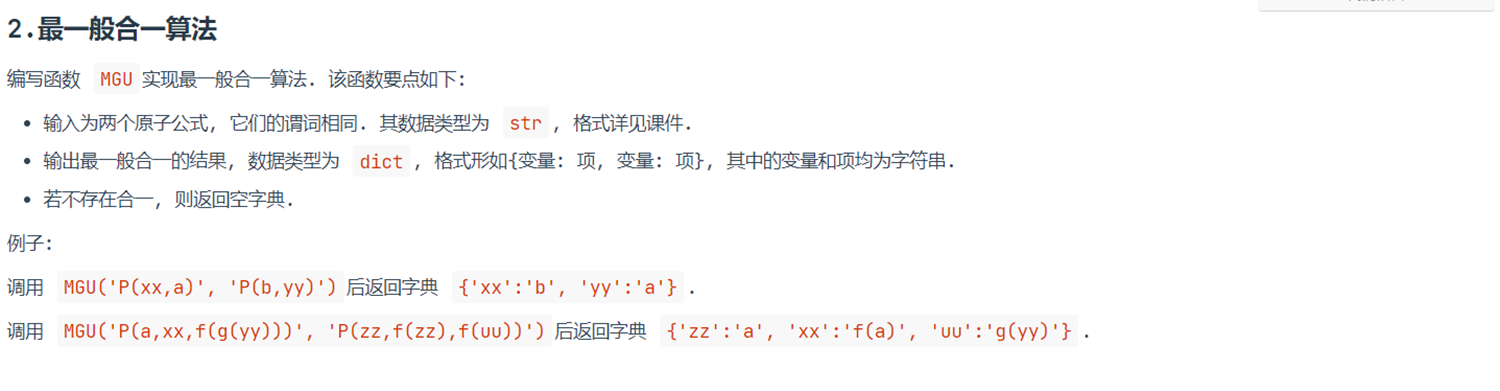 2.最一般合一算法
编写函数 MGU 实现最一般合一算法. 该函数要点如下:
• 输入为两个原子公式, 它们的谓词相同. 其数据类型为 str, 格式详见课件.
• 输出最一般合一的结果, 数据类型为 dict, 格式形如{变量: 项, 变量: 项}, 其中的变量和项均为字符串.
• 若不存在合一, 则返回空字典.
例子:
调用 MGU('P(xx,a)', 'P(b,yy)') 后返回字典 {'xx':'b', 'yy':'a'}.
调用 MGU('P(a,xx,f(g(yy)))', 'P(zz,f(zz),f(uu))') 后返回字典 {'zz':'a', 'xx':'f(a)', 'uu':'g(yy)'}.